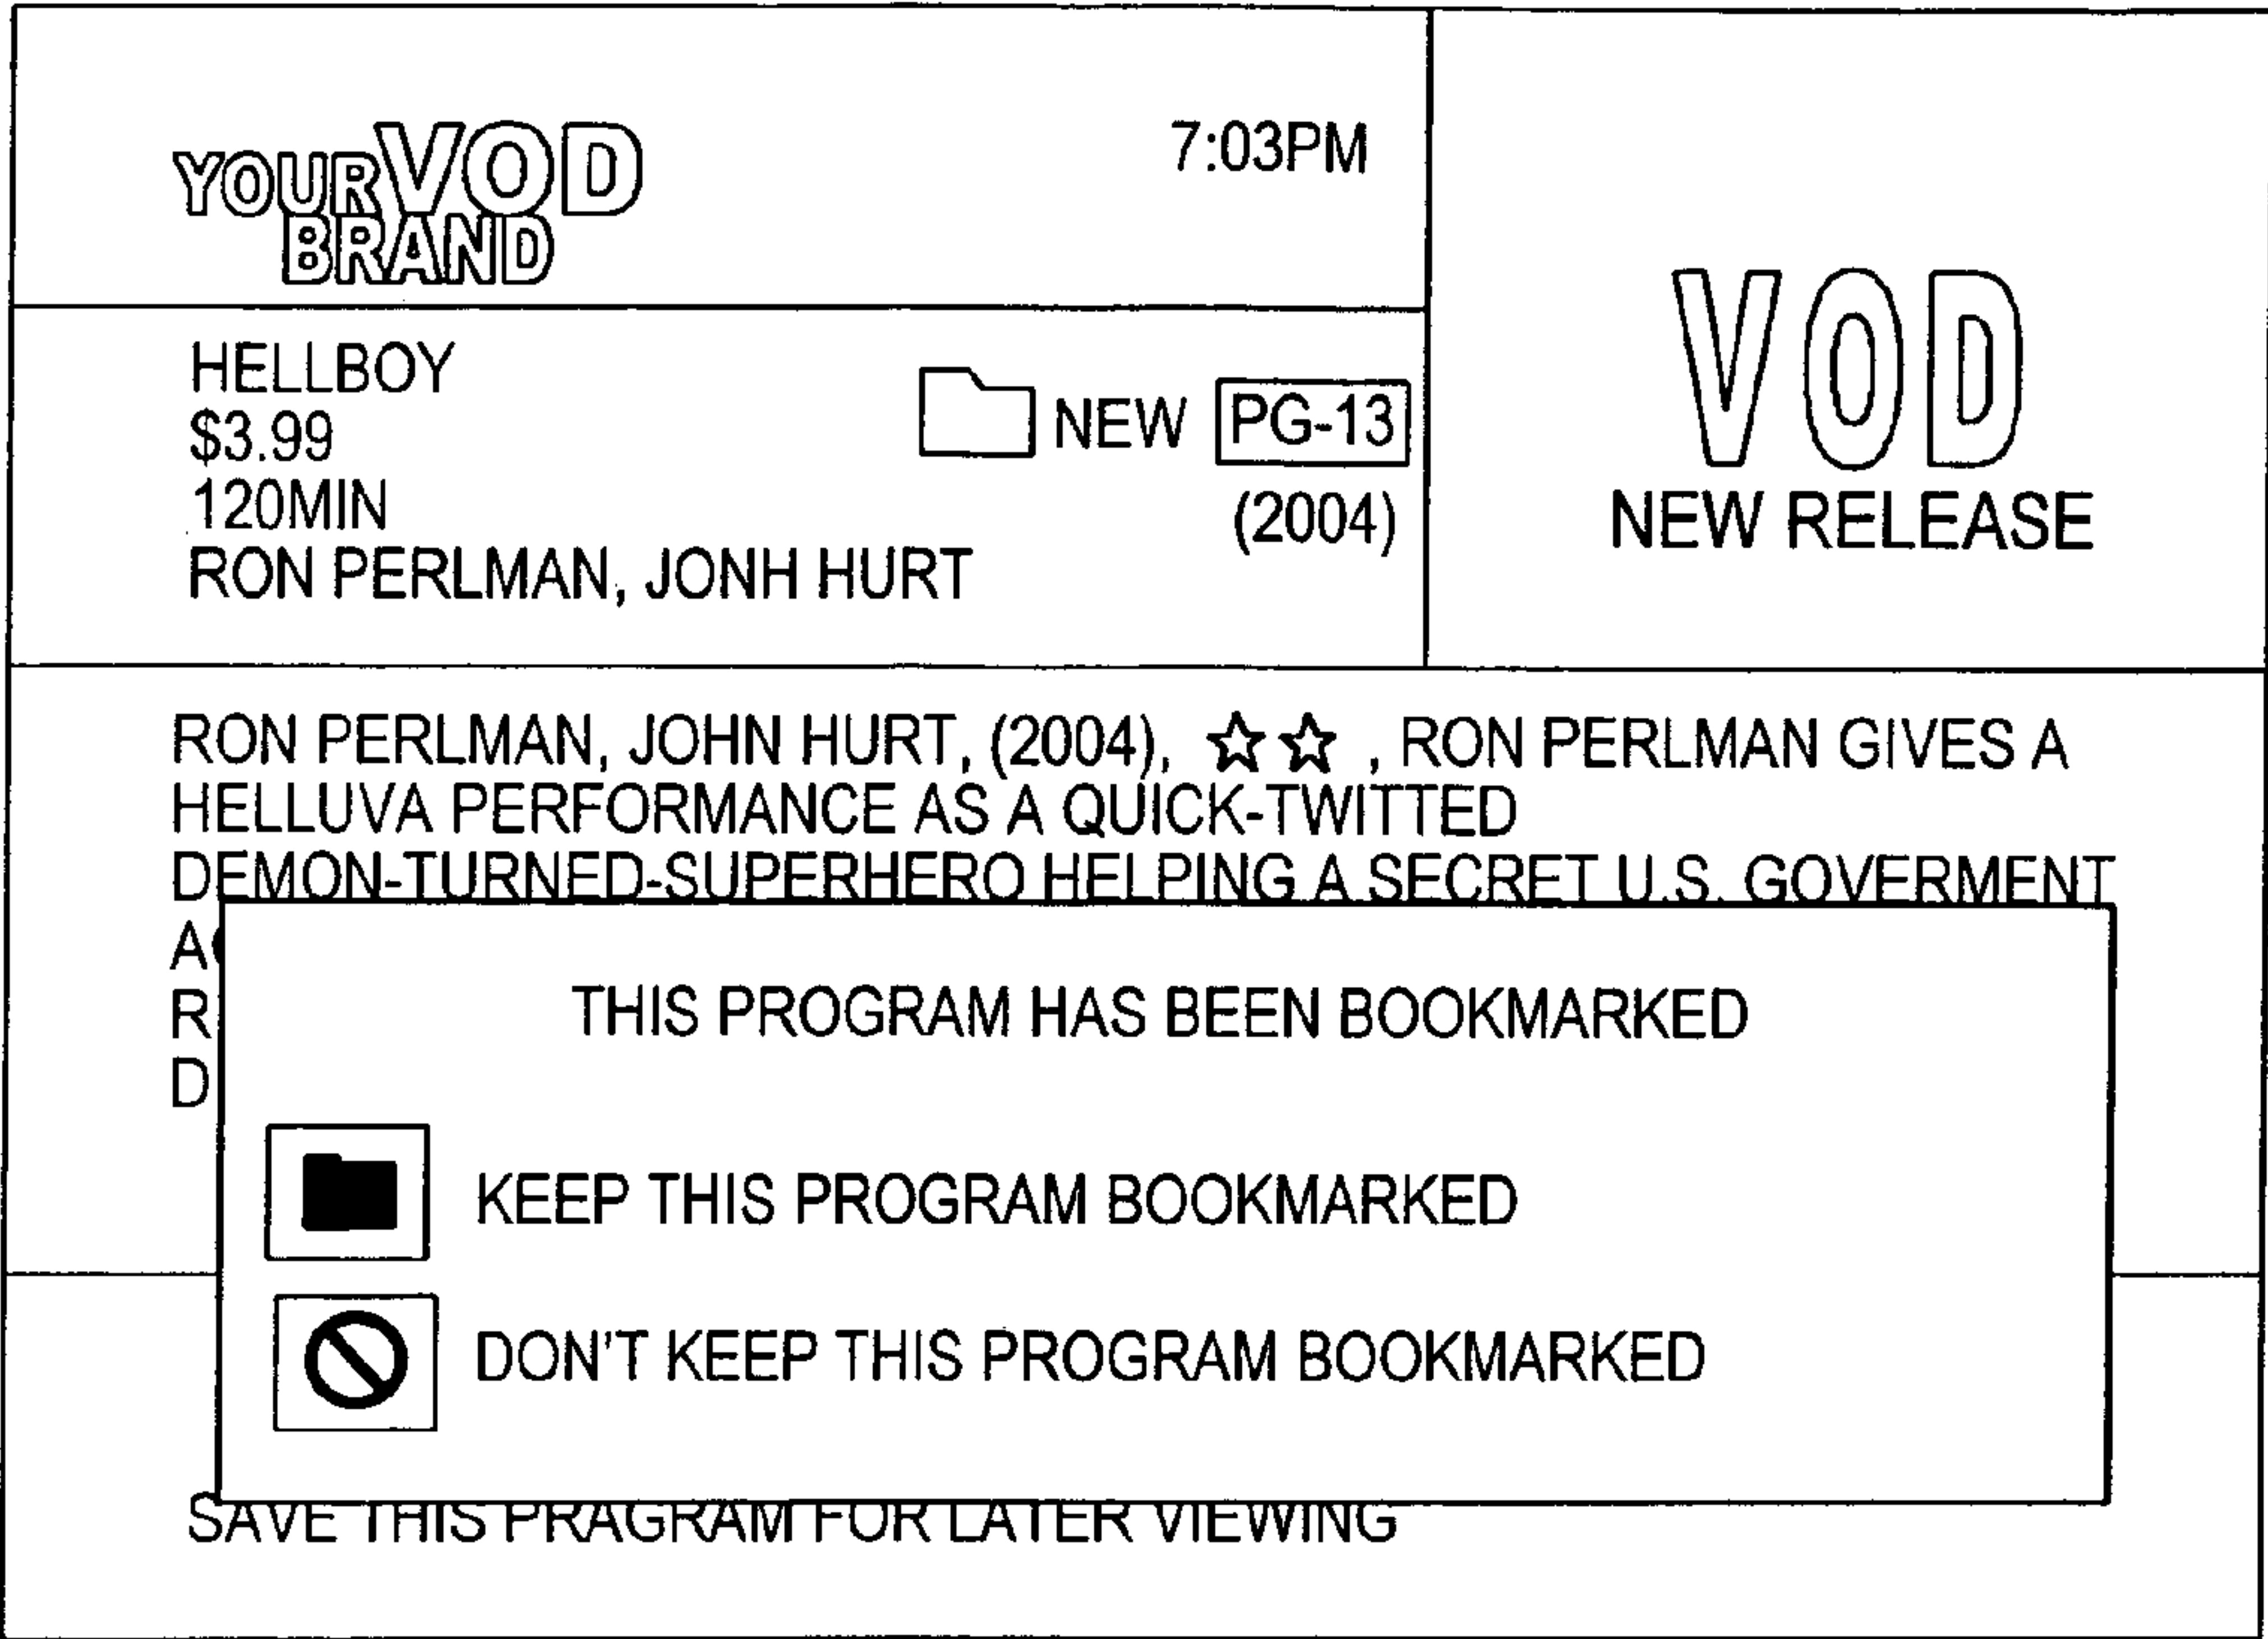 YOUR VOD
BRAND
7:03PM
VOD
NEW RELEASE
HELLBOY
$3.99
120MIN
RON PERLMAN, JONH HURT
NEW PG-13
(2004)
RON PERLMAN, JOHN HURT, (2004), ☆☆ , RON PERLMAN GIVES A
HELLUVA PERFORMANCE AS A QUICK-TWITTED
DEMON-TURNED-SUPERHERO HELPING A SECRET U.S. GOVERMENT
A
R
D
THIS PROGRAM HAS BEEN BOOKMARKED
KEEP THIS PROGRAM BOOKMARKED
DON'T KEEP THIS PROGRAM BOOKMARKED
SAVE THIS PRAGRAM FOR LATER VIEWING